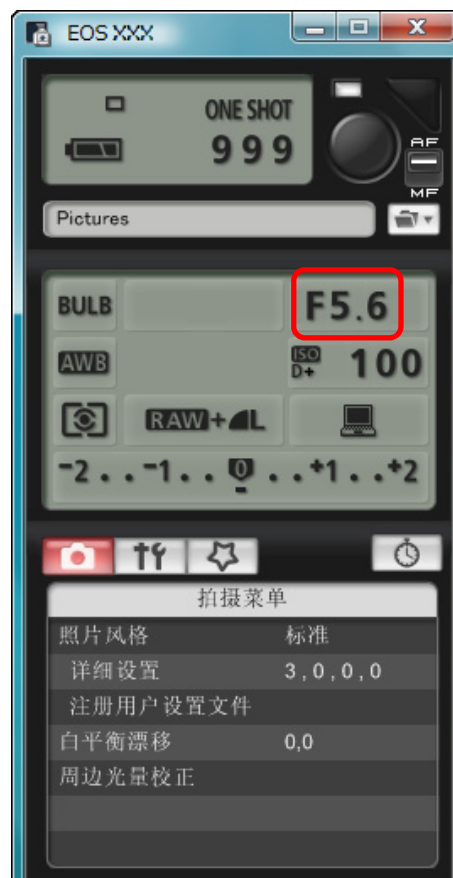 EOS XXX
ONE SHOT
999
AF
MF
Pictures
BULB
F5.6
AWB
ISO
D+
100
RAW+L
-2..-1..0..+1..+2
拍摄菜单
照片风格 标准
详细设置 3,0,0,0
注册用户设置文件
白平衡漂移 0,0
周边光量校正